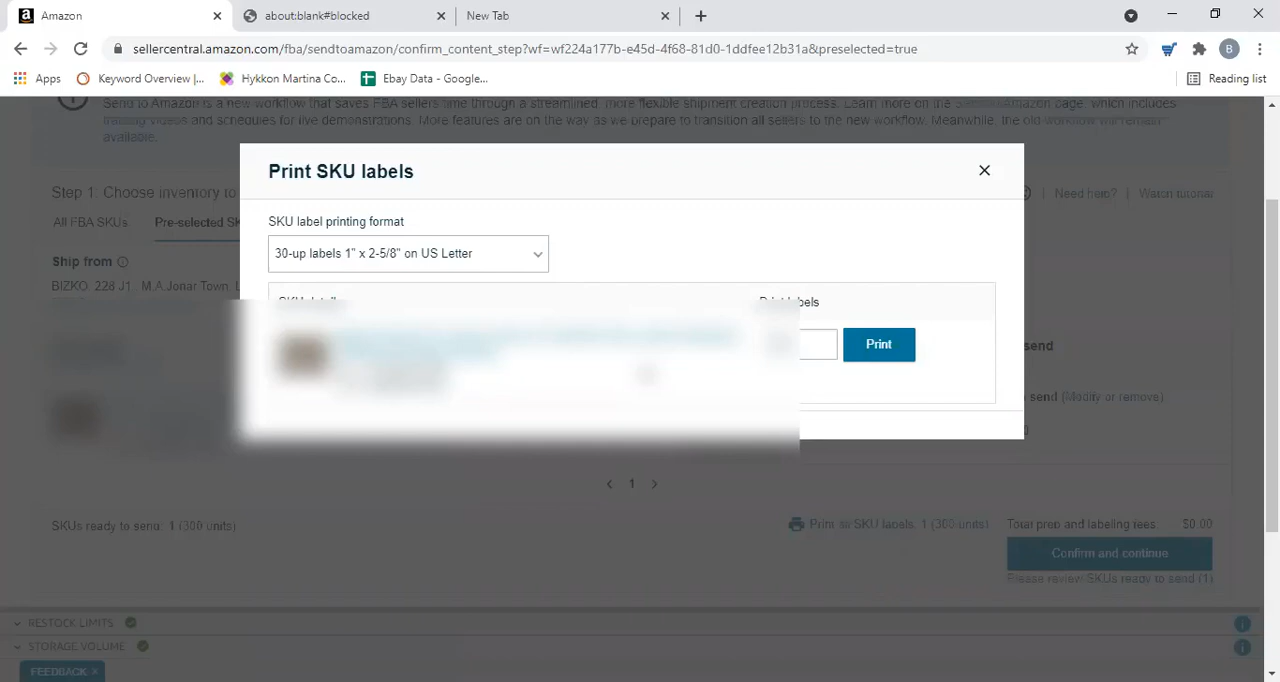 Amazon
about:blank#blocked
New Tab
sellercentral.amazon.com/fba/sendtoamazon/confirm_content_step?wf=wf224a177b-e45d-4f68-81d0-1ddfee12b31a&preselected=true
B
Apps
Keyword Overview |...
Hykkon Martina Co...
Ebay Data - Google...
Reading list
Send to Amazon is a new workflow that saves FBA sellers time through a streamlined, more flexible shipment creation process. Learn more on the Send to Amazon page, which includes
training videos and schedules for live demonstrations. More features are on the way as we prepare to transition all sellers to the new workflow. Meanwhile, the old workflow will remain
available.
Print SKU labels
Step 1: Choose inventory to
Need help?
Watch tutorial
SKU label printing format
All FBA SKUs
Pre-selected SK
30-up labels 1" x 2-5/8" on US Letter
Ship from
BIZKO, 228 J1, M.A.Jonar Town, L
SKU details
Print labels
Print
send
send (Modify or remove)
1
SKUs ready to send: 1 (300 units)
Print all SKU labels: 1 (300 units)
Total prep and labeling fees:
$0.00
Confirm and continue
Please review SKUs ready to send (1)
RESTOCK LIMITS
STORAGE VOLUME
FEEDBACK